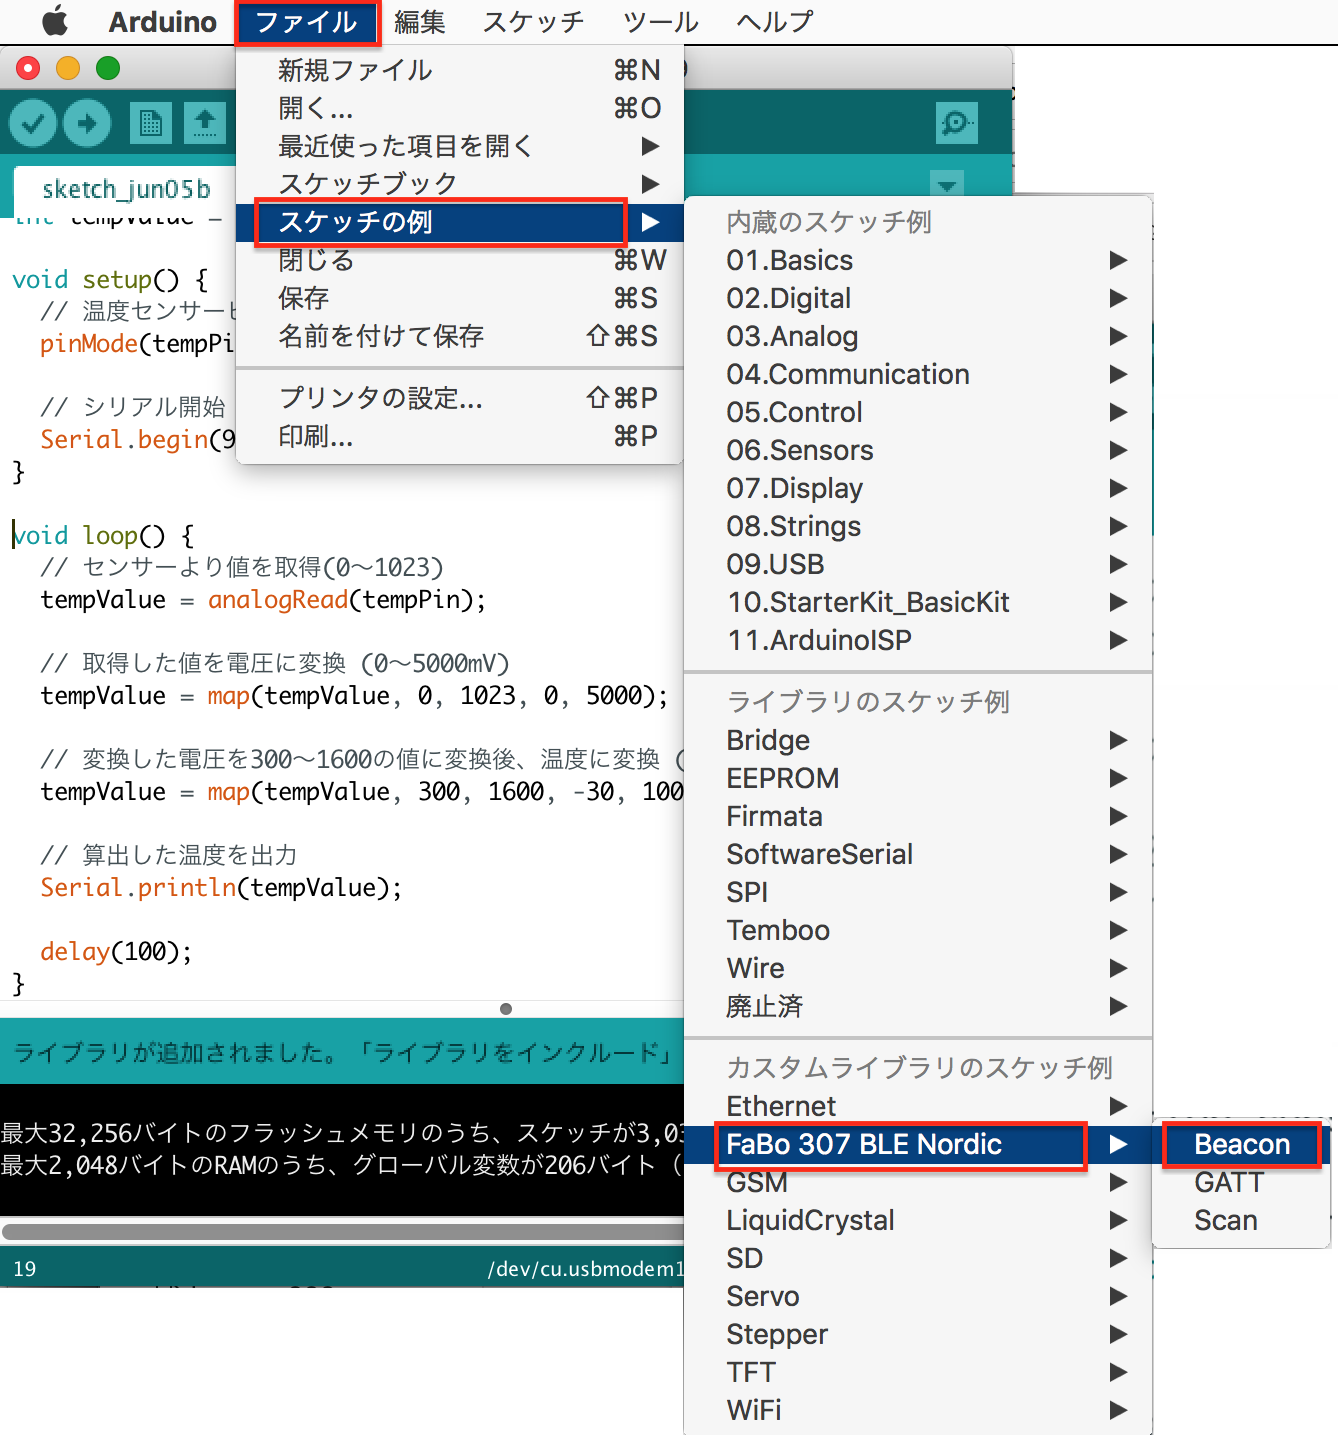 Arduino ファイル 編集 スケッチ ツール ヘルプ
新規ファイル ⌘N
開く... ⌘O
最近使った項目を開く ▶
スケッチブック ▶
スケッチの例 ▶
閉じる ⌘W
保存 ⌘S
名前を付けて保存 ⇧⌘S
プリンタの設定... ⇧⌘P
印刷... ⌘P
sketch_jun05b
int tempValue =
void setup() {
// 温度センサーピ
pinMode(tempPi
// シリアル開始
Serial.begin(9
}
void loop() {
// センサーより値を取得(0〜1023)
tempValue = analogRead(tempPin);
// 取得した値を電圧に変換 (0〜5000mV)
tempValue = map(tempValue, 0, 1023, 0, 5000);
// 変換した電圧を300〜1600の値に変換後、温度に変換 (
tempValue = map(tempValue, 300, 1600, -30, 100
// 算出した温度を出力
Serial.println(tempValue);
delay(100);
}
ライブラリが追加されました。「ライブラリをインクルード」
最大32,256バイトのフラッシュメモリのうち、スケッチが3,03
最大2,048バイトのRAMのうち、グローバル変数が206バイト（
19 /dev/cu.usbmodem1
内蔵のスケッチ例
01.Basics ▶
02.Digital ▶
03.Analog ▶
04.Communication ▶
05.Control ▶
06.Sensors ▶
07.Display ▶
08.Strings ▶
09.USB ▶
10.StarterKit_BasicKit ▶
11.ArduinoISP ▶
ライブラリのスケッチ例
Bridge ▶
EEPROM ▶
Firmata ▶
SoftwareSerial ▶
SPI ▶
Temboo ▶
Wire ▶
廃止済 ▶
カスタムライブラリのスケッチ例
Ethernet ▶
FaBo 307 BLE Nordic ▶
GSM ▶
LiquidCrystal ▶
SD ▶
Servo ▶
Stepper ▶
TFT ▶
WiFi ▶
Beacon
GATT
Scan